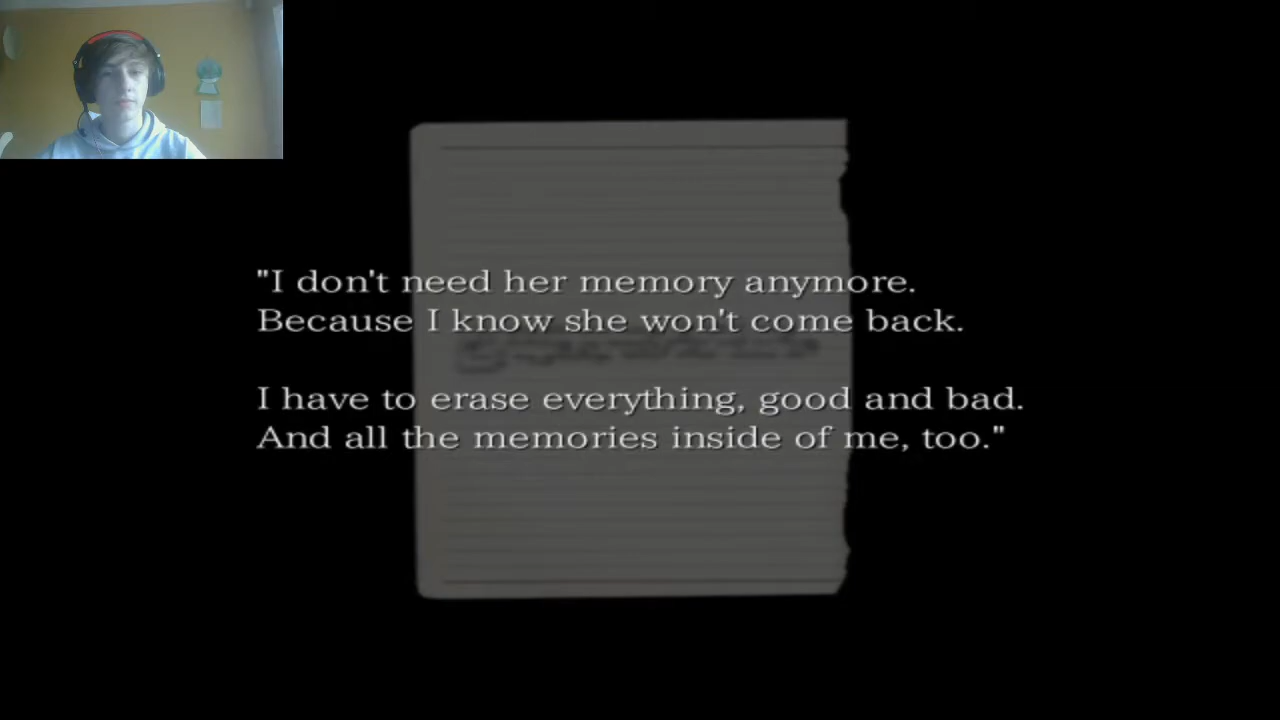 "I don't need her memory anymore.
Because I know she won't come back.
I have to erase everything, good and bad.
And all the memories inside of me, too."